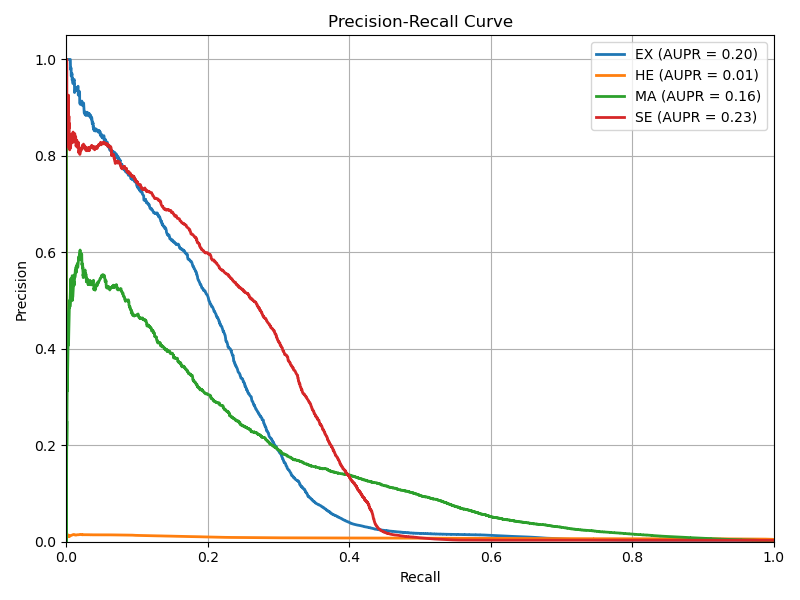 Precision-Recall Curve
EX (AUPR = 0.20)
HE (AUPR = 0.01)
MA (AUPR = 0.16)
SE (AUPR = 0.23)
Precision
1.0
0.8
0.6
0.4
0.2
0.0
0.0 0.2 0.4 0.6 0.8 1.0
Recall